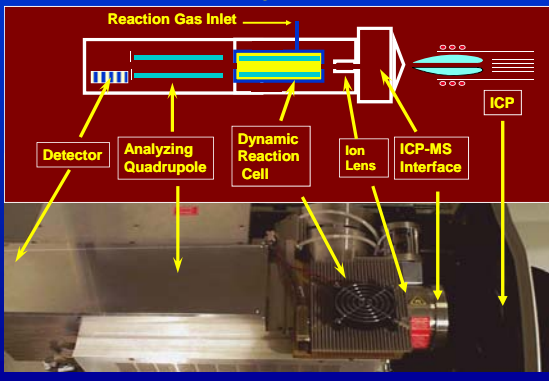 Reaction Gas Inlet
ICP
Detector
Analyzing
Quadrupole
Dynamic
Reaction
Cell
Ion
Lens
ICP-MS
Interface